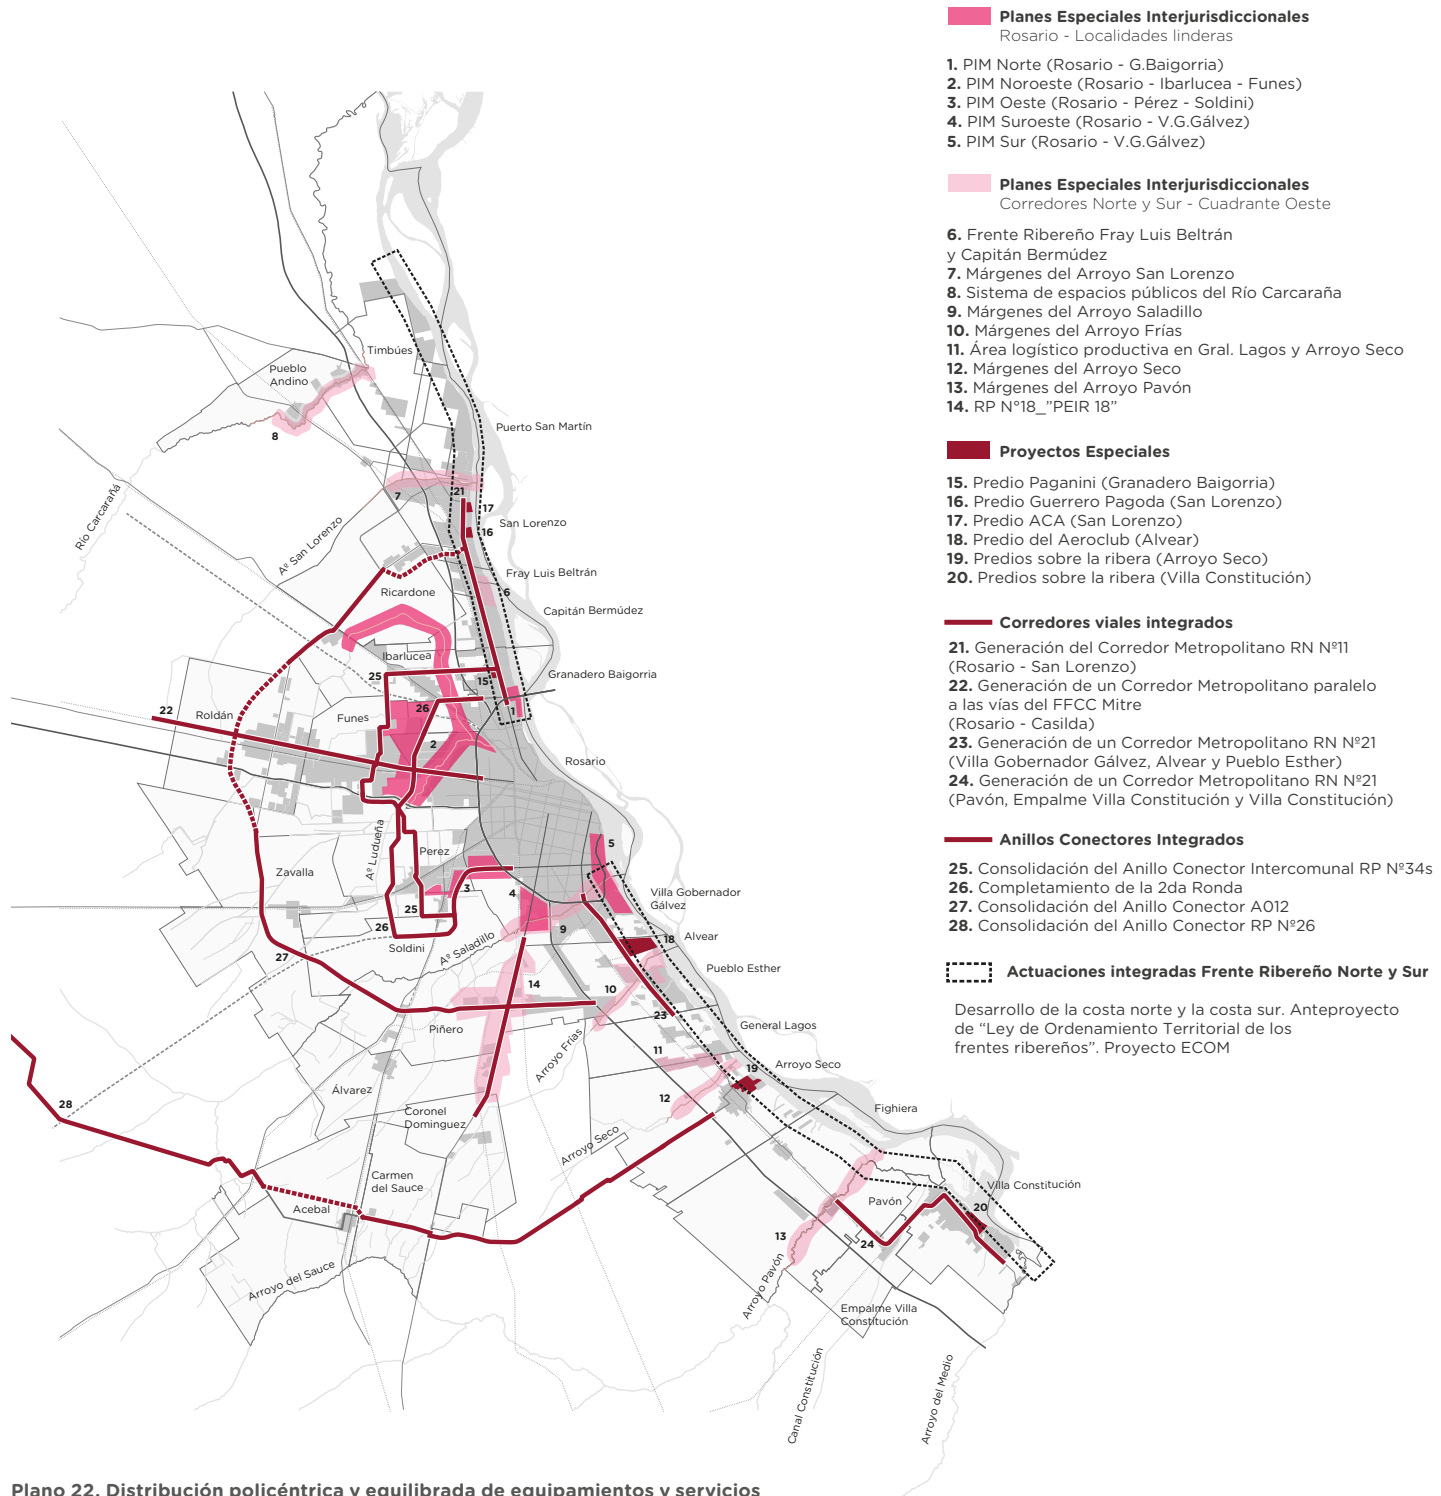 Planes Especiales Interjurisdiccionales
Rosario - Localidades linderas
1. PIM Norte (Rosario - G.Baigorria)
2. PIM Noroeste (Rosario - Ibarlucea - Funes)
3. PIM Oeste (Rosario - Pérez - Soldini)
4. PIM Suroeste (Rosario - V.G.Gálvez)
5. PIM Sur (Rosario - V.G.Gálvez)
Planes Especiales Interjurisdiccionales
Corredores Norte y Sur - Cuadrante Oeste
6. Frente Ribereño Fray Luis Beltrán
y Capitán Bermúdez
7. Márgenes del Arroyo San Lorenzo
8. Sistema de espacios públicos del Río Carcaraña
9. Márgenes del Arroyo Saladillo
10. Márgenes del Arroyo Frías
11. Área logístico productiva en Gral. Lagos y Arroyo Seco
12. Márgenes del Arroyo Seco
13. Márgenes del Arroyo Pavón
14. RP N°18_"PEIR 18”
Proyectos Especiales
15. Predio Paganini (Granadero Baigorria)
16. Predio Guerrero Pagoda (San Lorenzo)
17. Predio ACA (San Lorenzo)
18. Predio del Aeroclub (Alvear)
19. Predios sobre la ribera (Arroyo Seco)
20. Predios sobre la ribera (Villa Constitución)
Corredores viales integrados
21. Generación del Corredor Metropolitano RN Nº11
(Rosario - San Lorenzo)
22. Generación de un Corredor Metropolitano paralelo
a las vías del FFCC Mitre
(Rosario - Casilda)
23. Generación de un Corredor Metropolitano RN Nº21
(Villa Gobernador Gálvez, Alvear y Pueblo Esther)
24. Generación de un Corredor Metropolitano RN Nº21
(Pavón, Empalme Villa Constitución y Villa Constitución)
Anillos Conectores Integrados
25. Consolidación del Anillo Conector Intercomunal RP Nº34s
26. Completamiento de la 2da Ronda
27. Consolidación del Anillo Conector A012
28. Consolidación del Anillo Conector RP Nº26
Actuaciones integradas Frente Ribereño Norte y Sur
Desarrollo de la costa norte y la costa sur. Anteproyecto
de “Ley de Ordenamiento Territorial de los
frentes ribereños”. Proyecto ECOM
Timbúes
Pueblo
Andino
8
Puerto San Martín
Río Carcarañá
7
21
17
San Lorenzo
16
Aº San Lorenzo
Fray Luis Beltrán
6
Ricardone
Capitán Bermúdez
Ibarlucea
25
15
Granadero Baigorria
22
Roldán
Funes
26
1
2
Rosario
Aº Ludueña
Perez
5
Zavalla
3
4
Villa Gobernador
Gálvez
25
26
Soldini
9
18
Alvear
Aº Saladillo
27
Pueblo Esther
14
10
23
Piñero
General Lagos
Arroyo Frías
11
19
Arroyo Seco
Álvarez
12
28
Coronel
Dominguez
Fighiera
Arroyo Seco
Carmen
del Sauce
Villa Constitución
Acebal
Pavón
20
13
24
Arroyo del Sauce
Arroyo Pavón
Empalme Villa
Constitución
Canal Constitución
Arroyo del Medio
Plano 22. Distribución policéntrica y equilibrada de equipamientos y servicios